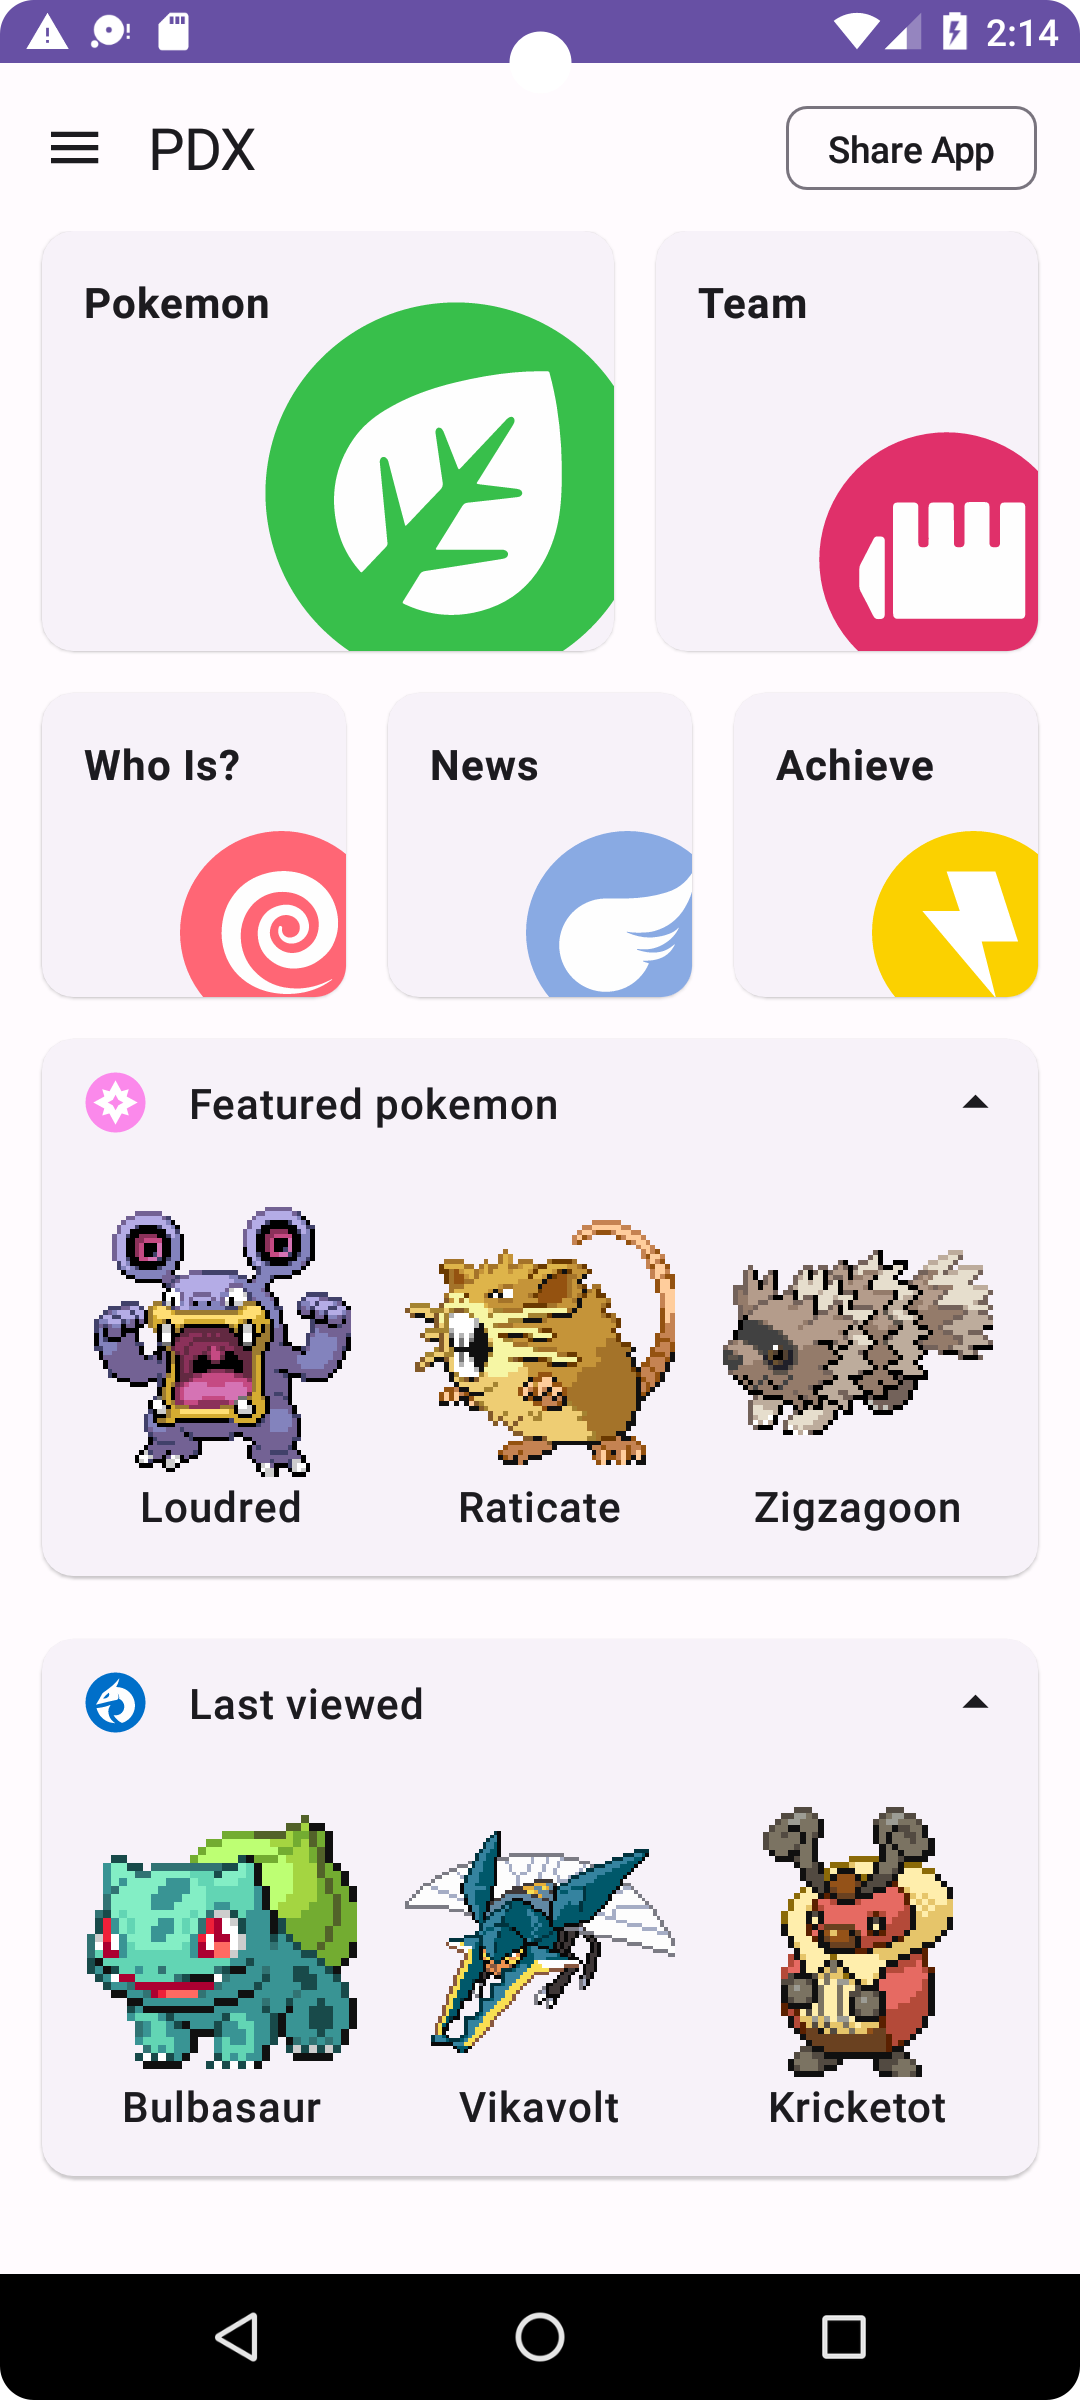 2:14
PDX
Share App
Pokemon
Team
Who Is?
News
Achieve
Featured pokemon
Loudred
Raticate
Zigzagoon
Last viewed
Bulbasaur
Vikavolt
Kricketot